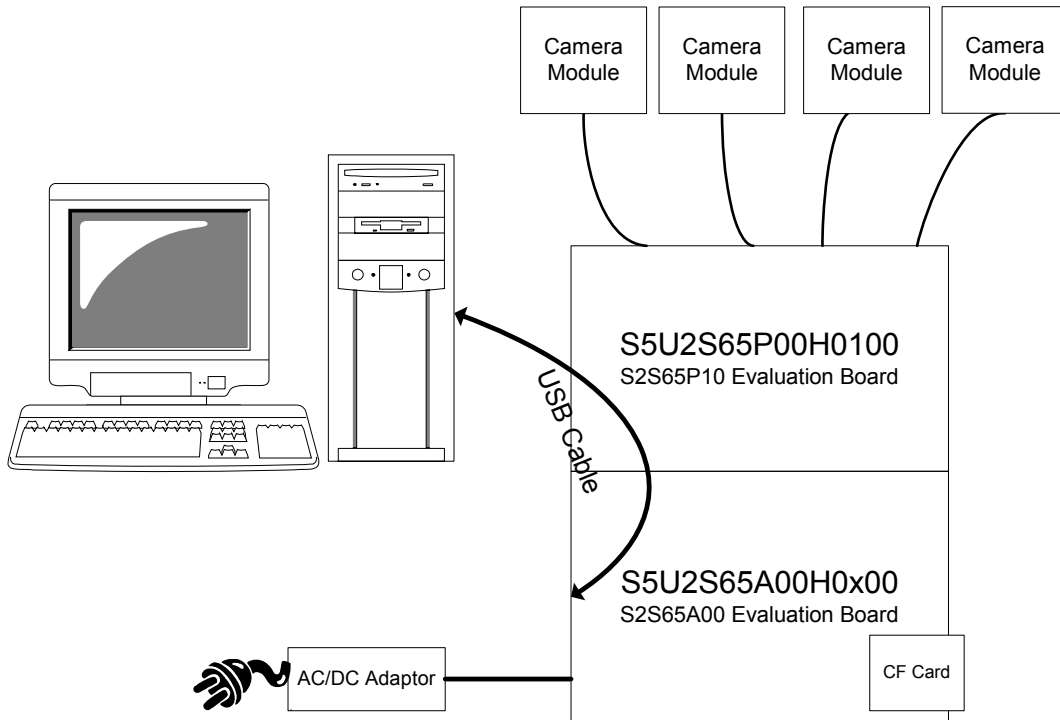 Camera
Module
Camera
Module
Camera
Module
Camera
Module
S5U2S65P00H0100
S2S65P10 Evaluation Board
USB Cable
S5U2S65A00H0x00
S2S65A00 Evaluation Board
AC/DC Adaptor
CF Card